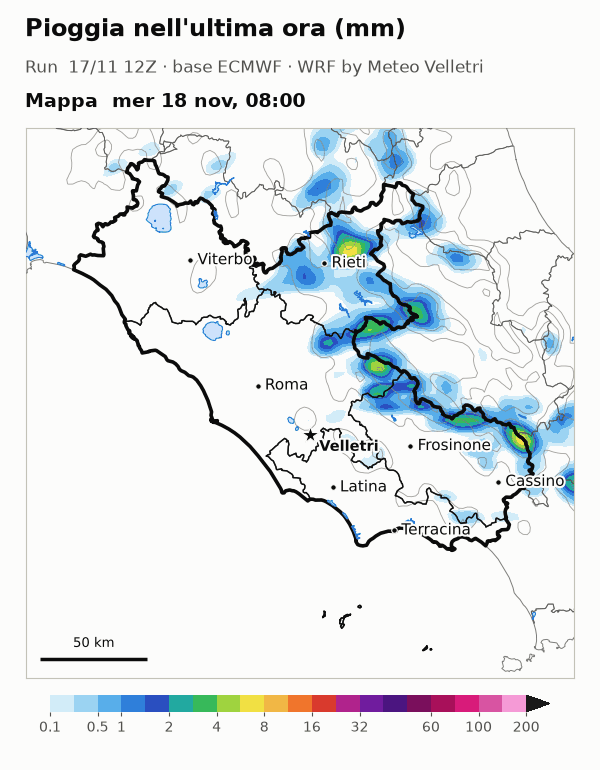 Pioggia nell'ultima ora (mm)
Run 17/11 12Z · base ECMWF · WRF by Meteo Velletri
Mappa mer 18 nov, 08:00
Viterbo
Rieti
Roma
Velletri
Frosinone
Latina
Cassino
Terracina
50 km
0.1 0.5 1 2 4 8 16 32 60 100 200